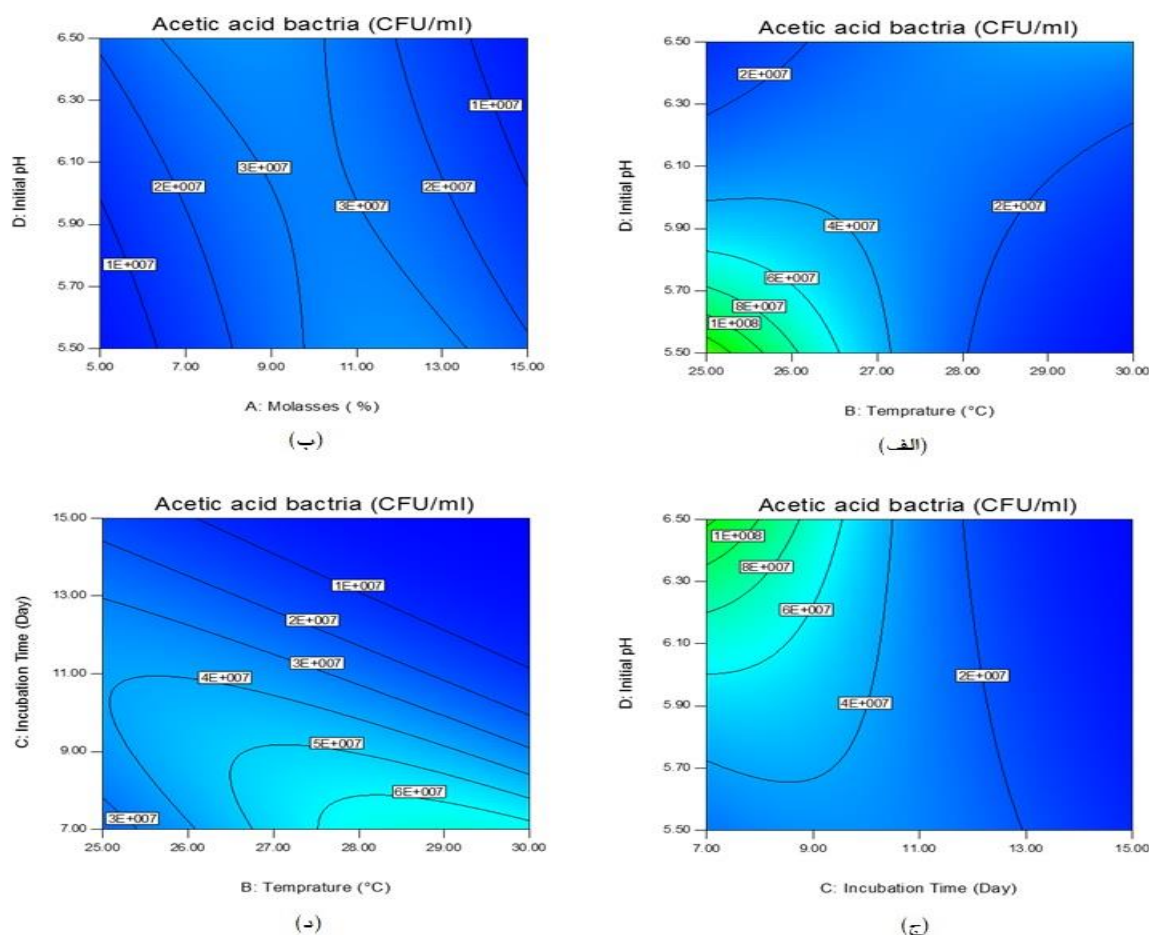 Acetic acid bactria (CFU/ml)
6.50
6.30
6.10
5.90
5.70
5.50
D: Initial pH
1E+007
2E+007
3E+007
3E+007
2E+007
1E+007
5.00 7.00 9.00 11.00 13.00 15.00
A: Molasses ( %)
(ب)
Acetic acid bactria (CFU/ml)
6.50
6.30
6.10
5.90
5.70
5.50
D: Initial pH
2E+007
2E+007
4E+007
6E+007
8E+007
1E+008
25.00 26.00 27.00 28.00 29.00 30.00
B: Temprature (°C)
(الف)
Acetic acid bactria (CFU/ml)
15.00
13.00
11.00
9.00
7.00
C: Incubation Time (Day)
1E+007
2E+007
3E+007
4E+007
5E+007
6E+007
3E+007
25.00 26.00 27.00 28.00 29.00 30.00
B: Temprature (°C)
(د)
Acetic acid bactria (CFU/ml)
6.50
6.30
6.10
5.90
5.70
5.50
D: Initial pH
1E+008
8E+007
6E+007
2E+007
4E+007
7.00 9.00 11.00 13.00 15.00
C: Incubation Time (Day)
(ج)